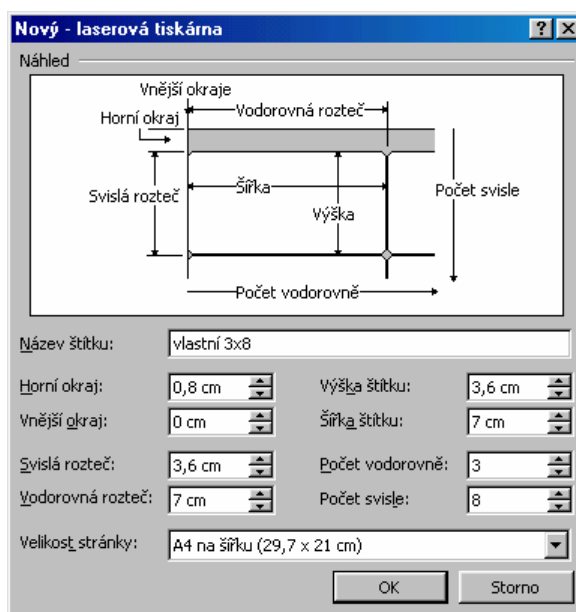 Nový - laserová tiskárna
Náhled
Vnější okraje
Vodorovná rozteč
Horní okraj
Svislá rozteč
Šířka
Výška
Počet svisle
Počet vodorovně
Název štítku: vlastní 3x8
Horní okraj: 0,8 cm Výška štítku: 3,6 cm
Vnější okraj: 0 cm Šířka štítku: 7 cm
Svislá rozteč: 3,6 cm Počet vodorovně: 3
Vodorovná rozteč: 7 cm Počet svisle: 8
Velikost stránky: A4 na šířku (29,7 x 21 cm)
OK Storno